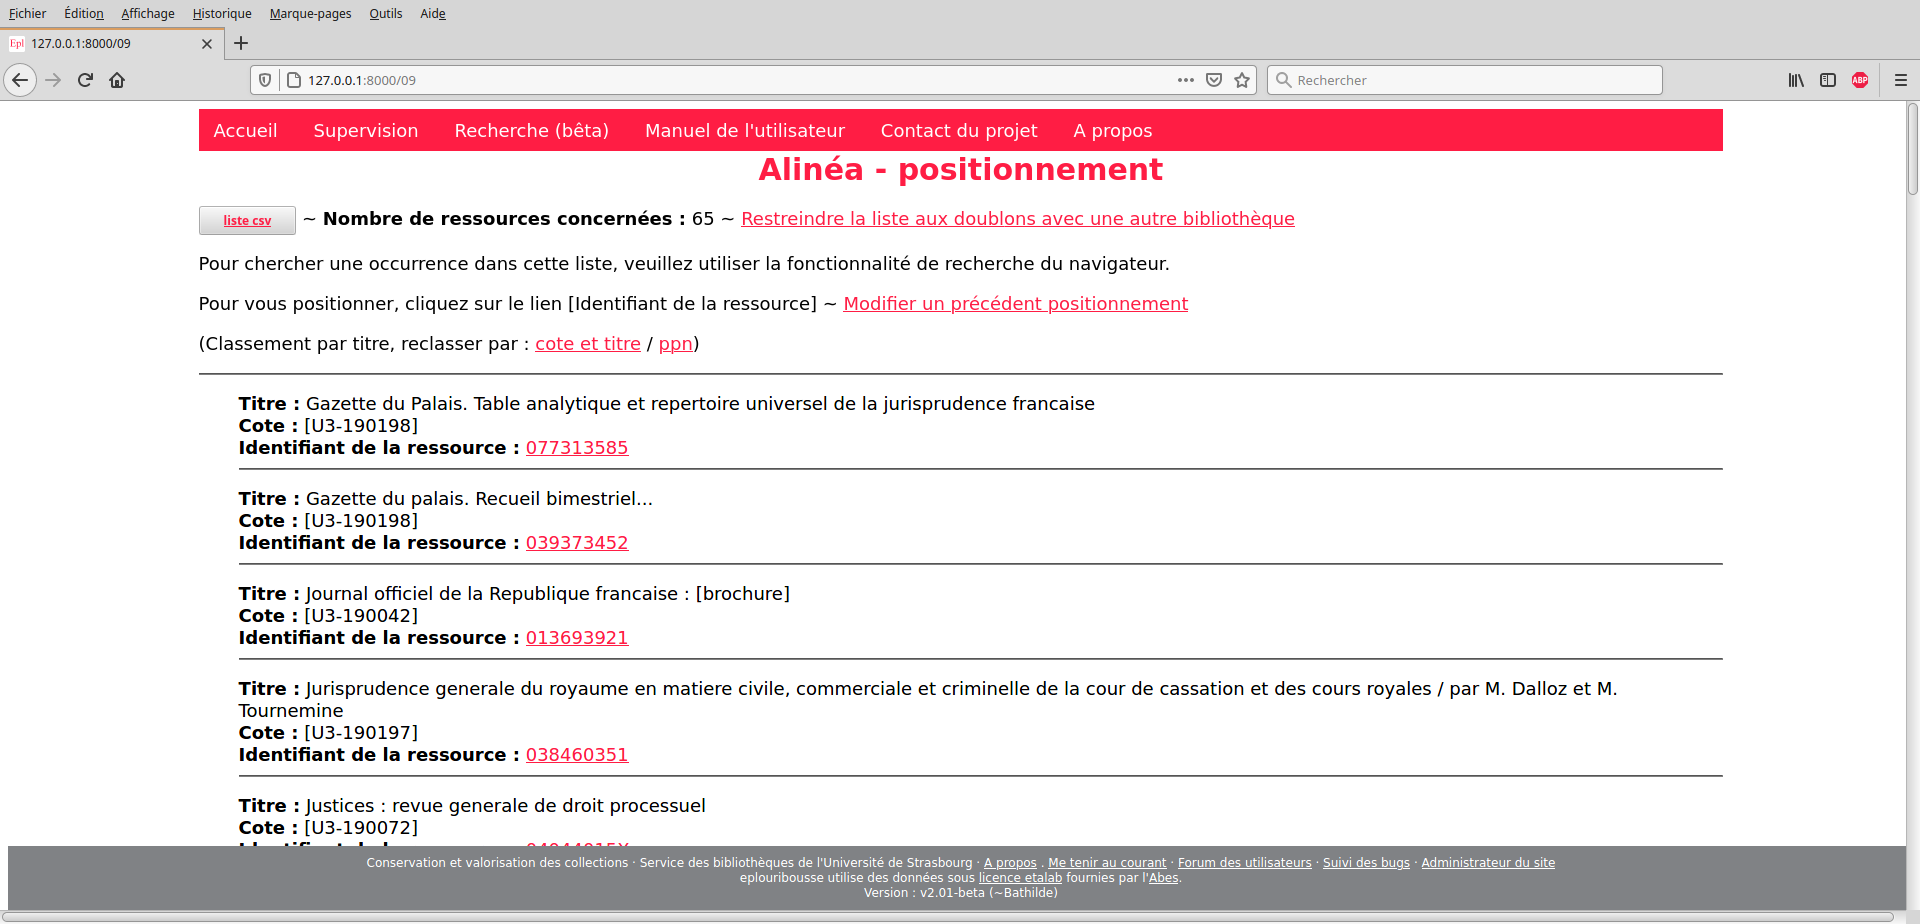 Fichier Édition Affichage Historique Marque-pages Outils Aide
Epl 127.0.0.1:8000/09
127.0.0.1:8000/09 Rechercher ABP
Accueil Supervision Recherche (bêta) Manuel de l'utilisateur Contact du projet A propos
Alinéa - positionnement
liste csv ~ Nombre de ressources concernées : 65 ~ Restreindre la liste aux doublons avec une autre bibliothèque
Pour chercher une occurrence dans cette liste, veuillez utiliser la fonctionnalité de recherche du navigateur.
Pour vous positionner, cliquez sur le lien [Identifiant de la ressource] ~ Modifier un précédent positionnement
(Classement par titre, reclasser par : cote et titre / ppn)
Titre : Gazette du Palais. Table analytique et repertoire universel de la jurisprudence francaise
Cote : [U3-190198]
Identifiant de la ressource : 077313585
Titre : Gazette du palais. Recueil bimestriel...
Cote : [U3-190198]
Identifiant de la ressource : 039373452
Titre : Journal officiel de la Republique francaise : [brochure]
Cote : [U3-190042]
Identifiant de la ressource : 013693921
Titre : Jurisprudence generale du royaume en matiere civile, commerciale et criminelle de la cour de cassation et des cours royales / par M. Dalloz et M.
Tournemine
Cote : [U3-190197]
Identifiant de la ressource : 038460351
Titre : Justices : revue generale de droit processuel
Cote : [U3-190072]
Conservation et valorisation des collections · Service des bibliothèques de l'Université de Strasbourg · A propos . Me tenir au courant · Forum des utilisateurs · Suivi des bugs · Administrateur du site
eplouribousse utilise des données sous licence etalab fournies par l'Abes.
Version : v2.01-beta (~Bathilde)